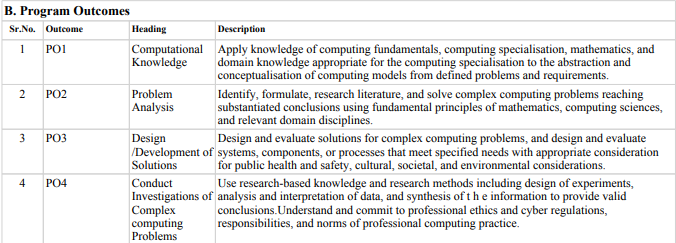 B. Program Outcomes
Sr.No. Outcome Heading Description
1 PO1 Computational Apply knowledge of computing fundamentals, computing specialisation, mathematics, and
Knowledge domain knowledge appropriate for the computing specialisation to the abstraction and
conceptualisation of computing models from defined problems and requirements.
2 PO2 Problem Identify, formulate, research literature, and solve complex computing problems reaching
Analysis substantiated conclusions using fundamental principles of mathematics, computing sciences,
and relevant domain disciplines.
3 PO3 Design Design and evaluate solutions for complex computing problems, and design and evaluate
/Development of systems, components, or processes that meet specified needs with appropriate consideration
Solutions for public health and safety, cultural, societal, and environmental considerations.
4 PO4 Conduct Use research-based knowledge and research methods including design of experiments,
Investigations of analysis and interpretation of data, and synthesis of t h e information to provide valid
Complex conclusions.Understand and commit to professional ethics and cyber regulations,
computing responsibilities, and norms of professional computing practice.
Problems